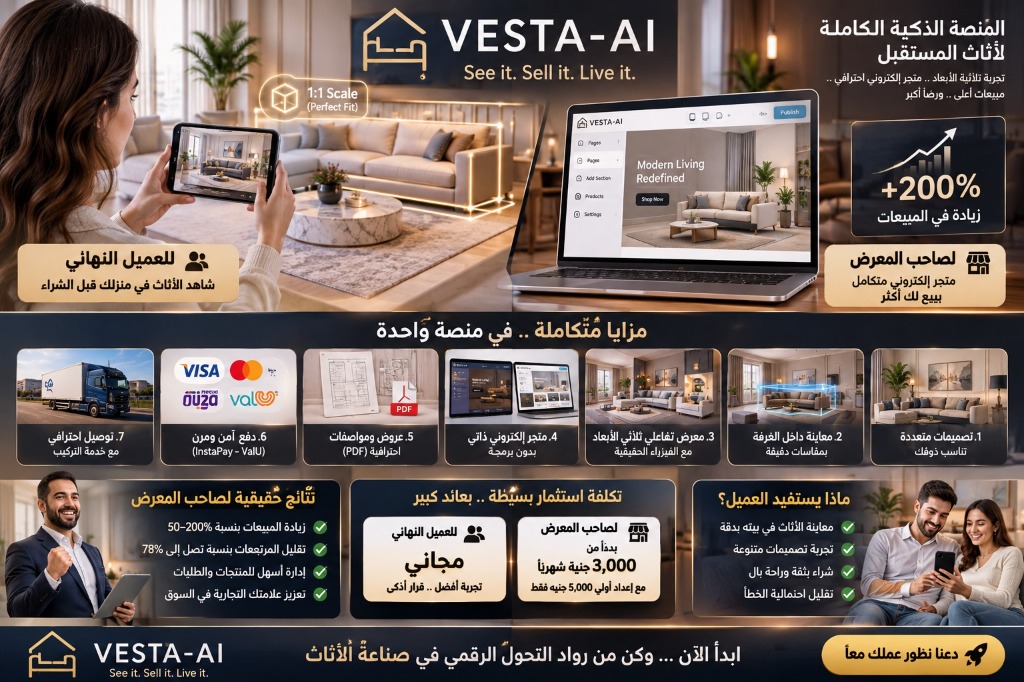 VESTA-AI
See it. Sell it. Live it.
المنصة الذكية الكاملة
لأثاث المستقبل
تجربة ثلاثية الأبعاد .. متجر إلكتروني احترافي ..
مبيعات أعلى .. ورضا أكبر
1:1 Scale
(Perfect Fit)
VESTA-AI
Publish
Pages
Pages
Add Section
Products
Settings
Modern Living
Redefined
Shop Now
+200%
زيادة في المبيعات
للعميل النهائي
شاهد الأثاث في منزلك قبل الشراء
لصاحب المعرض
متجر إلكتروني متكامل
يبيع لك أكثر
مزايا متكاملة .. في منصة واحدة
1. تصميمات متعددة
تناسب ذوقك
2. معاينة داخل الغرفة
بمقاسات دقيقة
3. معرض تفاعلي ثلاثي الأبعاد
مع الفيزياء الحقيقية
4. متجر إلكتروني ذاتي
بدون برمجة
PDF
5. عروض ومواصفات
احترافية (PDF)
VISA
valU
6. دفع آمن ومرن
(InstaPay - ValU)
7. توصيل احترافي
مع خدمة التركيب
ماذا يستفيد العميل؟
معاينة الأثاث في بيته بدقة
تجربة تصميمات متنوعة
شراء بثقة وراحة بال
تقليل احتمالية الخطأ
تكلفة استثمار بسيطة .. بعائد كبير
لصاحب المعرض
بدءاً من
3,000 جنية شهرياً
مع إعداد أولي 5,000 جنيه فقط
للعميل النهائي
مجاني
تجربة أفضل .. قرار أذكى
نتائج حقيقية لصاحب المعرض
زيادة المبيعات بنسبة 200%-50
تقليل المرتجعات بنسبة تصل إلى 78%
إدارة أسهل للمنتجات والطلبات
تعزيز علامتك التجارية في السوق
دعنا نطور عملك معاً
ابدأ الآن ... وكن من رواد التحول الرقمي في صناعة الأثاث
VESTA-AI
See it. Sell it. Live it.